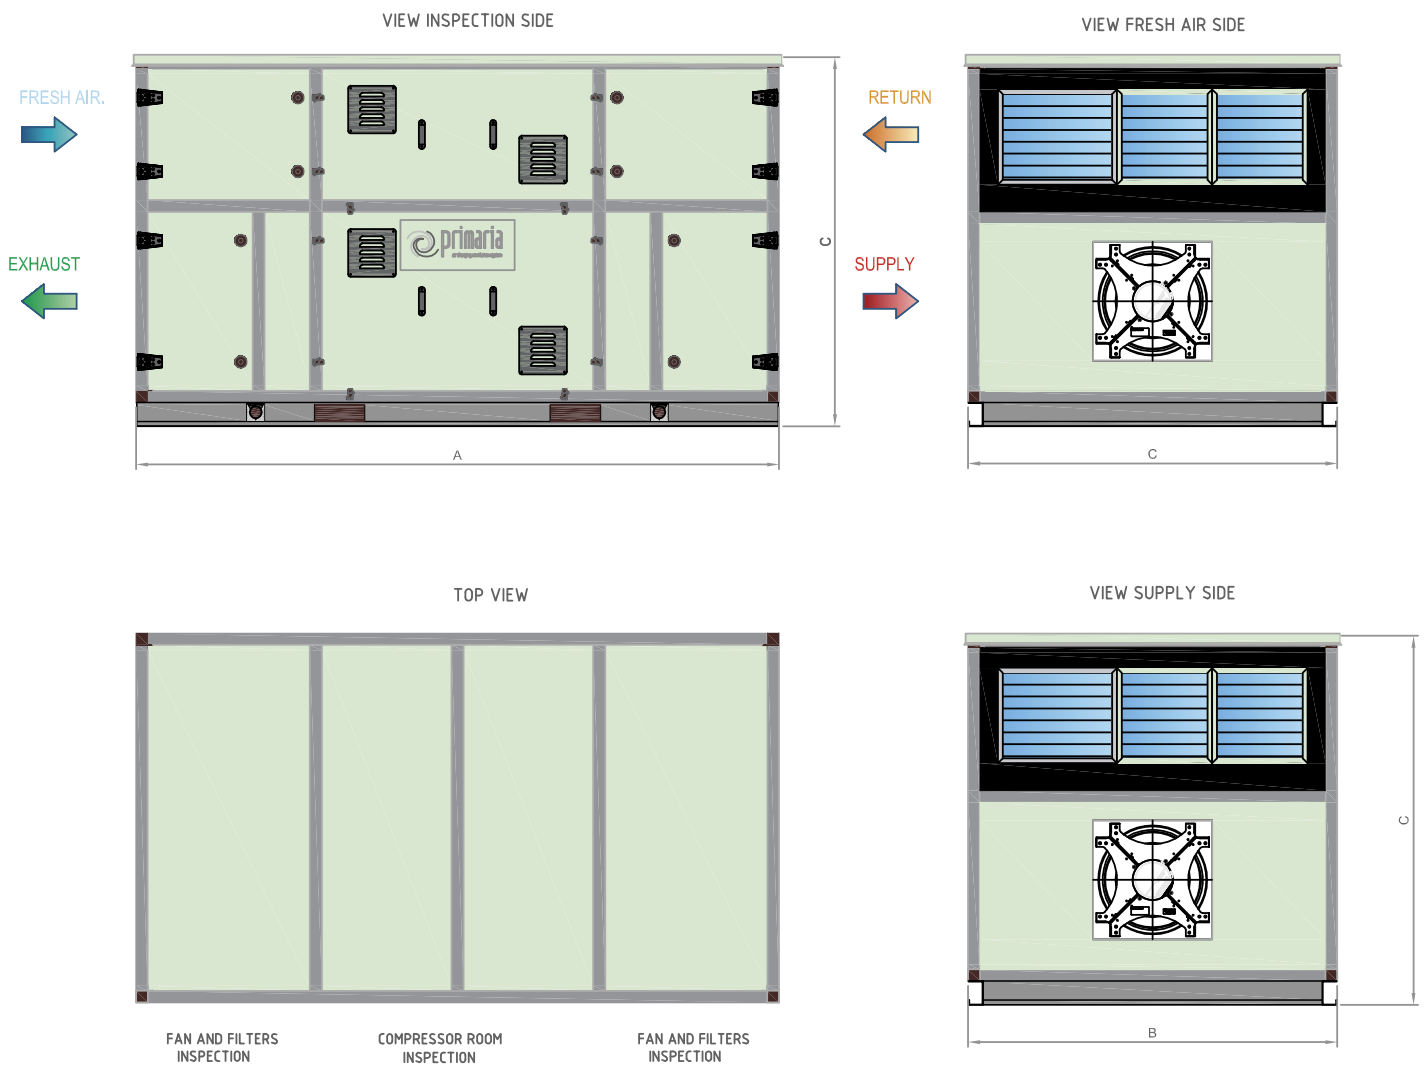 VIEW INSPECTION SIDE
VIEW FRESH AIR SIDE
FRESH AIR.
RETURN
EXHAUST
primaria
SUPPLY
C
A
C
TOP VIEW
VIEW SUPPLY SIDE
C
B
FAN AND FILTERS
INSPECTION
COMPRESSOR ROOM
INSPECTION
FAN AND FILTERS
INSPECTION